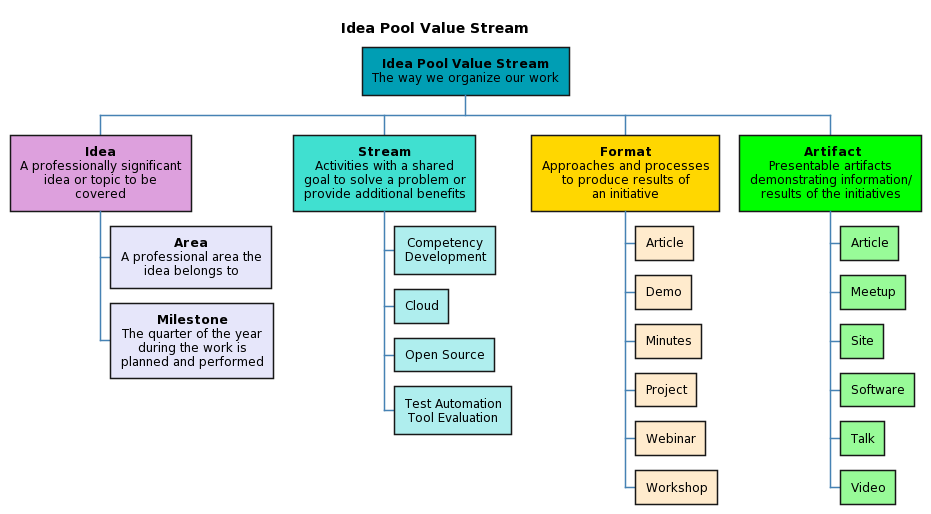 Idea Pool Value Stream
Idea Pool Value Stream
The way we organize our work
Idea
A professionally significant
idea or topic to be
covered
Area
A professional area the
idea belongs to
Milestone
The quarter of the year
during the work is
planned and performed
Stream
Activities with a shared
goal to solve a problem or
provide additional benefits
Competency
Development
Cloud
Open Source
Test Automation
Tool Evaluation
Format
Approaches and processes
to produce results of
an initiative
Article
Demo
Minutes
Project
Webinar
Workshop
Artifact
Presentable artifacts
demonstrating information/
results of the initiatives
Article
Meetup
Site
Software
Talk
Video